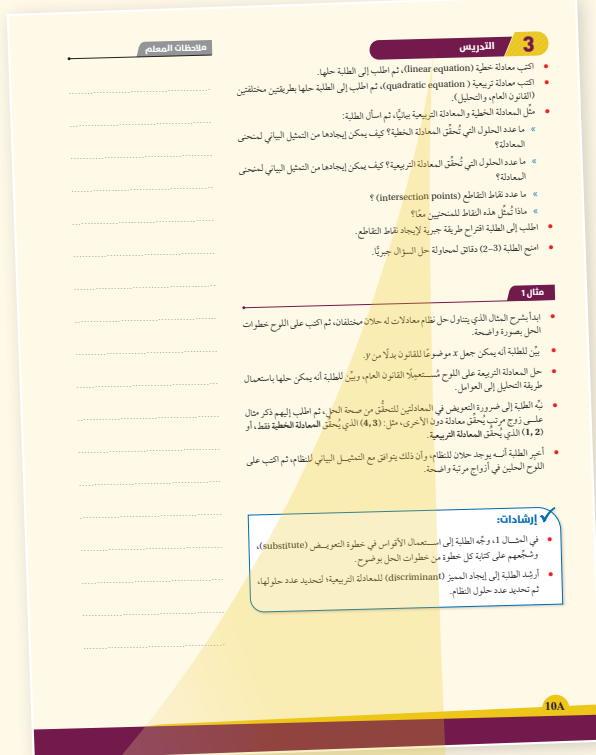 3 التدريس
ملاحظات المعلم
اكتب معادلة خطية (linear equation)، ثم اطلب إلى الطلبة حلها.
اكتب معادلة تربيعية (quadratic equation)، ثم اطلب إلى الطلبة حلها بطريقتين مختلفتين
(القانون العام، والتحليل).
مثّل المعادلة الخطية والمعادلة التربيعية بيانيًّا، ثم اسأل الطلبة:
» ما عدد الحلول التي تُحقِّق المعادلة الخطية؟ كيف يمكن إيجادها من التمثيل البياني لمنحنى
المعادلة؟
» ما عدد الحلول التي تُحقِّق المعادلة التربيعية؟ كيف يمكن إيجادها من التمثيل البياني لمنحنى
المعادلة؟
» ما عدد نقاط التقاطع (intersection points) ؟
» ماذا تُمثِّل هذه النقاط للمنحنيين معًا؟
اطلب إلى الطلبة اقتراح طريقة جبرية لإيجاد نقاط التقاطع.
امنح الطلبة (3–2) دقائق لمحاولة حل السؤال جبريًّا.
مثال 1
ابدأ بشرح المثال الذي يتناول حل نظام معادلات له حلان مختلفان، ثم اكتب على اللوح خطوات
الحل بصورة واضحة.
بيِّن للطلبة أنه يمكن جعل x موضوعًا للقانون بدلًا من y.
حل المعادلة التربيعة على اللوح مُستعملًا القانون العام، وبيِّن للطلبة أنه يمكن حلها باستعمال
طريقة التحليل إلى العوامل.
نبِّه الطلبة إلى ضرورة التعويض في المعادلتين للتحقُّق من صحة الحل، ثم اطلب إليهم ذكر مثال
على زوج مرتب يُحقِّق معادلة دون الأخرى، مثل: (4, 3) الذي يُحقِّق المعادلة الخطية فقط، أو
(1, 2) الذي يُحقِّق المعادلة التربيعية.
أخبر الطلبة أنه يوجد حلان للنظام، وأن ذلك يتوافق مع التمثيل البياني للنظام، ثم اكتب على
اللوح الحلين في أزواج مرتبة واضحة.
إرشادات:
في المثال 1، وجِّه الطلبة إلى استعمال الأقواس في خطوة التعويض (substitute)،
وشجِّعهم على كتابة كل خطوة من خطوات الحل بوضوح.
أرشد الطلبة إلى إيجاد المميز (discriminant) للمعادلة التربيعية؛ لتحديد عدد حلولها،
ثم تحديد عدد حلول النظام.
10A